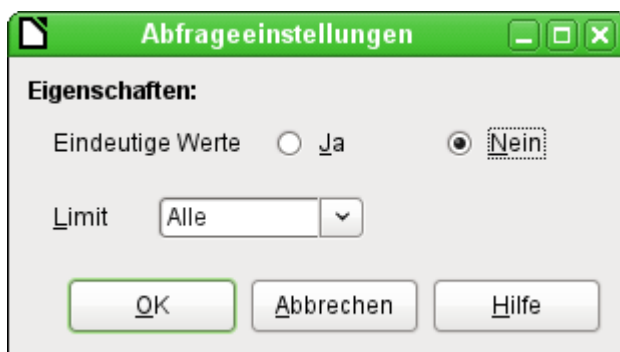 Abfrageeinstellungen
Eigenschaften:
Eindeutige Werte Ja Nein
Limit Alle
OK Abbrechen Hilfe